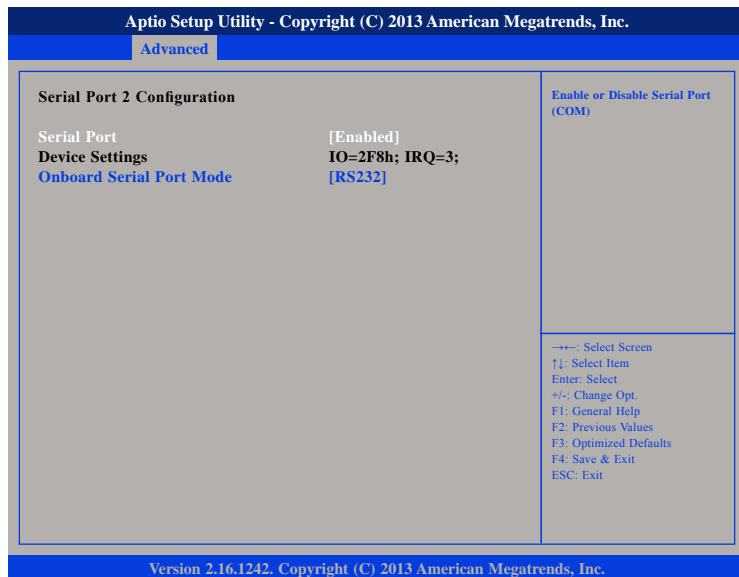 Aptio Setup Utility - Copyright (C) 2013 American Megatrends, Inc.
Advanced
Serial Port 2 Configuration
Serial Port [Enabled]
Device Settings IO=2F8h; IRQ=3;
Onboard Serial Port Mode [RS232]
Enable or Disable Serial Port
(COM)
→←: Select Screen
↑↓: Select Item
Enter: Select
+/-: Change Opt.
F1: General Help
F2: Previous Values
F3: Optimized Defaults
F4: Save & Exit
ESC: Exit
Version 2.16.1242. Copyright (C) 2013 American Megatrends, Inc.